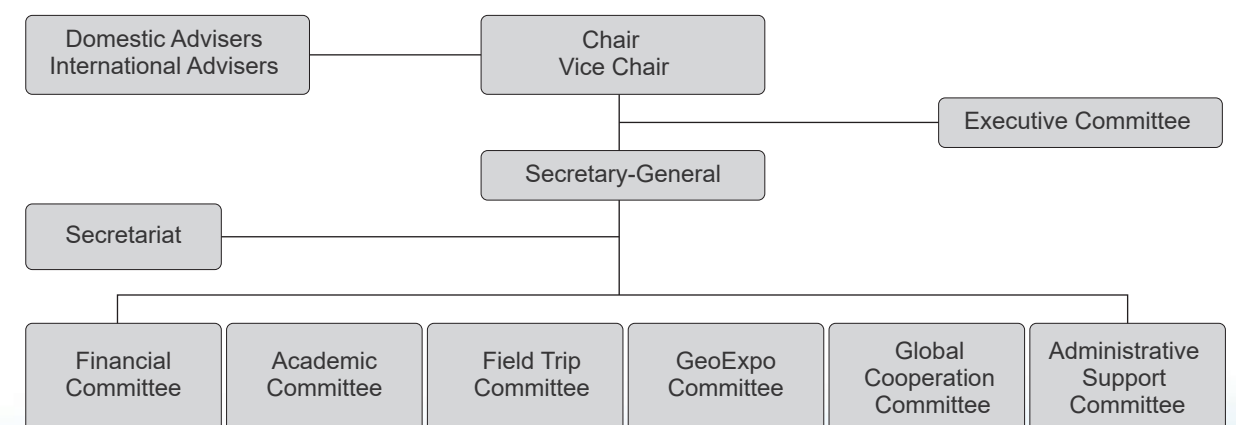 Domestic Advisers
International Advisers
Chair
Vice Chair
Executive Committee
Secretary-General
Secretariat
Financial
Committee
Academic
Committee
Field Trip
Committee
GeoExpo
Committee
Global
Cooperation
Committee
Administrative
Support
Committee